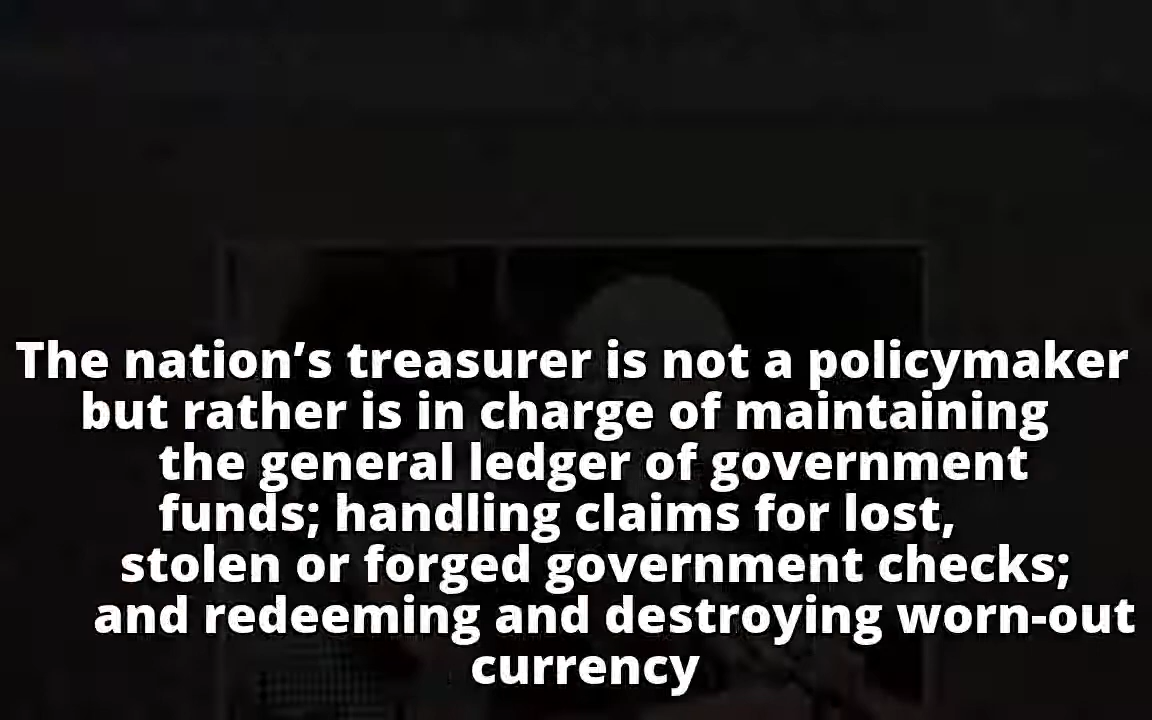 The nation’s treasurer is not a policymaker
but rather is in charge of maintaining
the general ledger of government
funds; handling claims for lost,
stolen or forged government checks;
and redeeming and destroying worn-out
currency